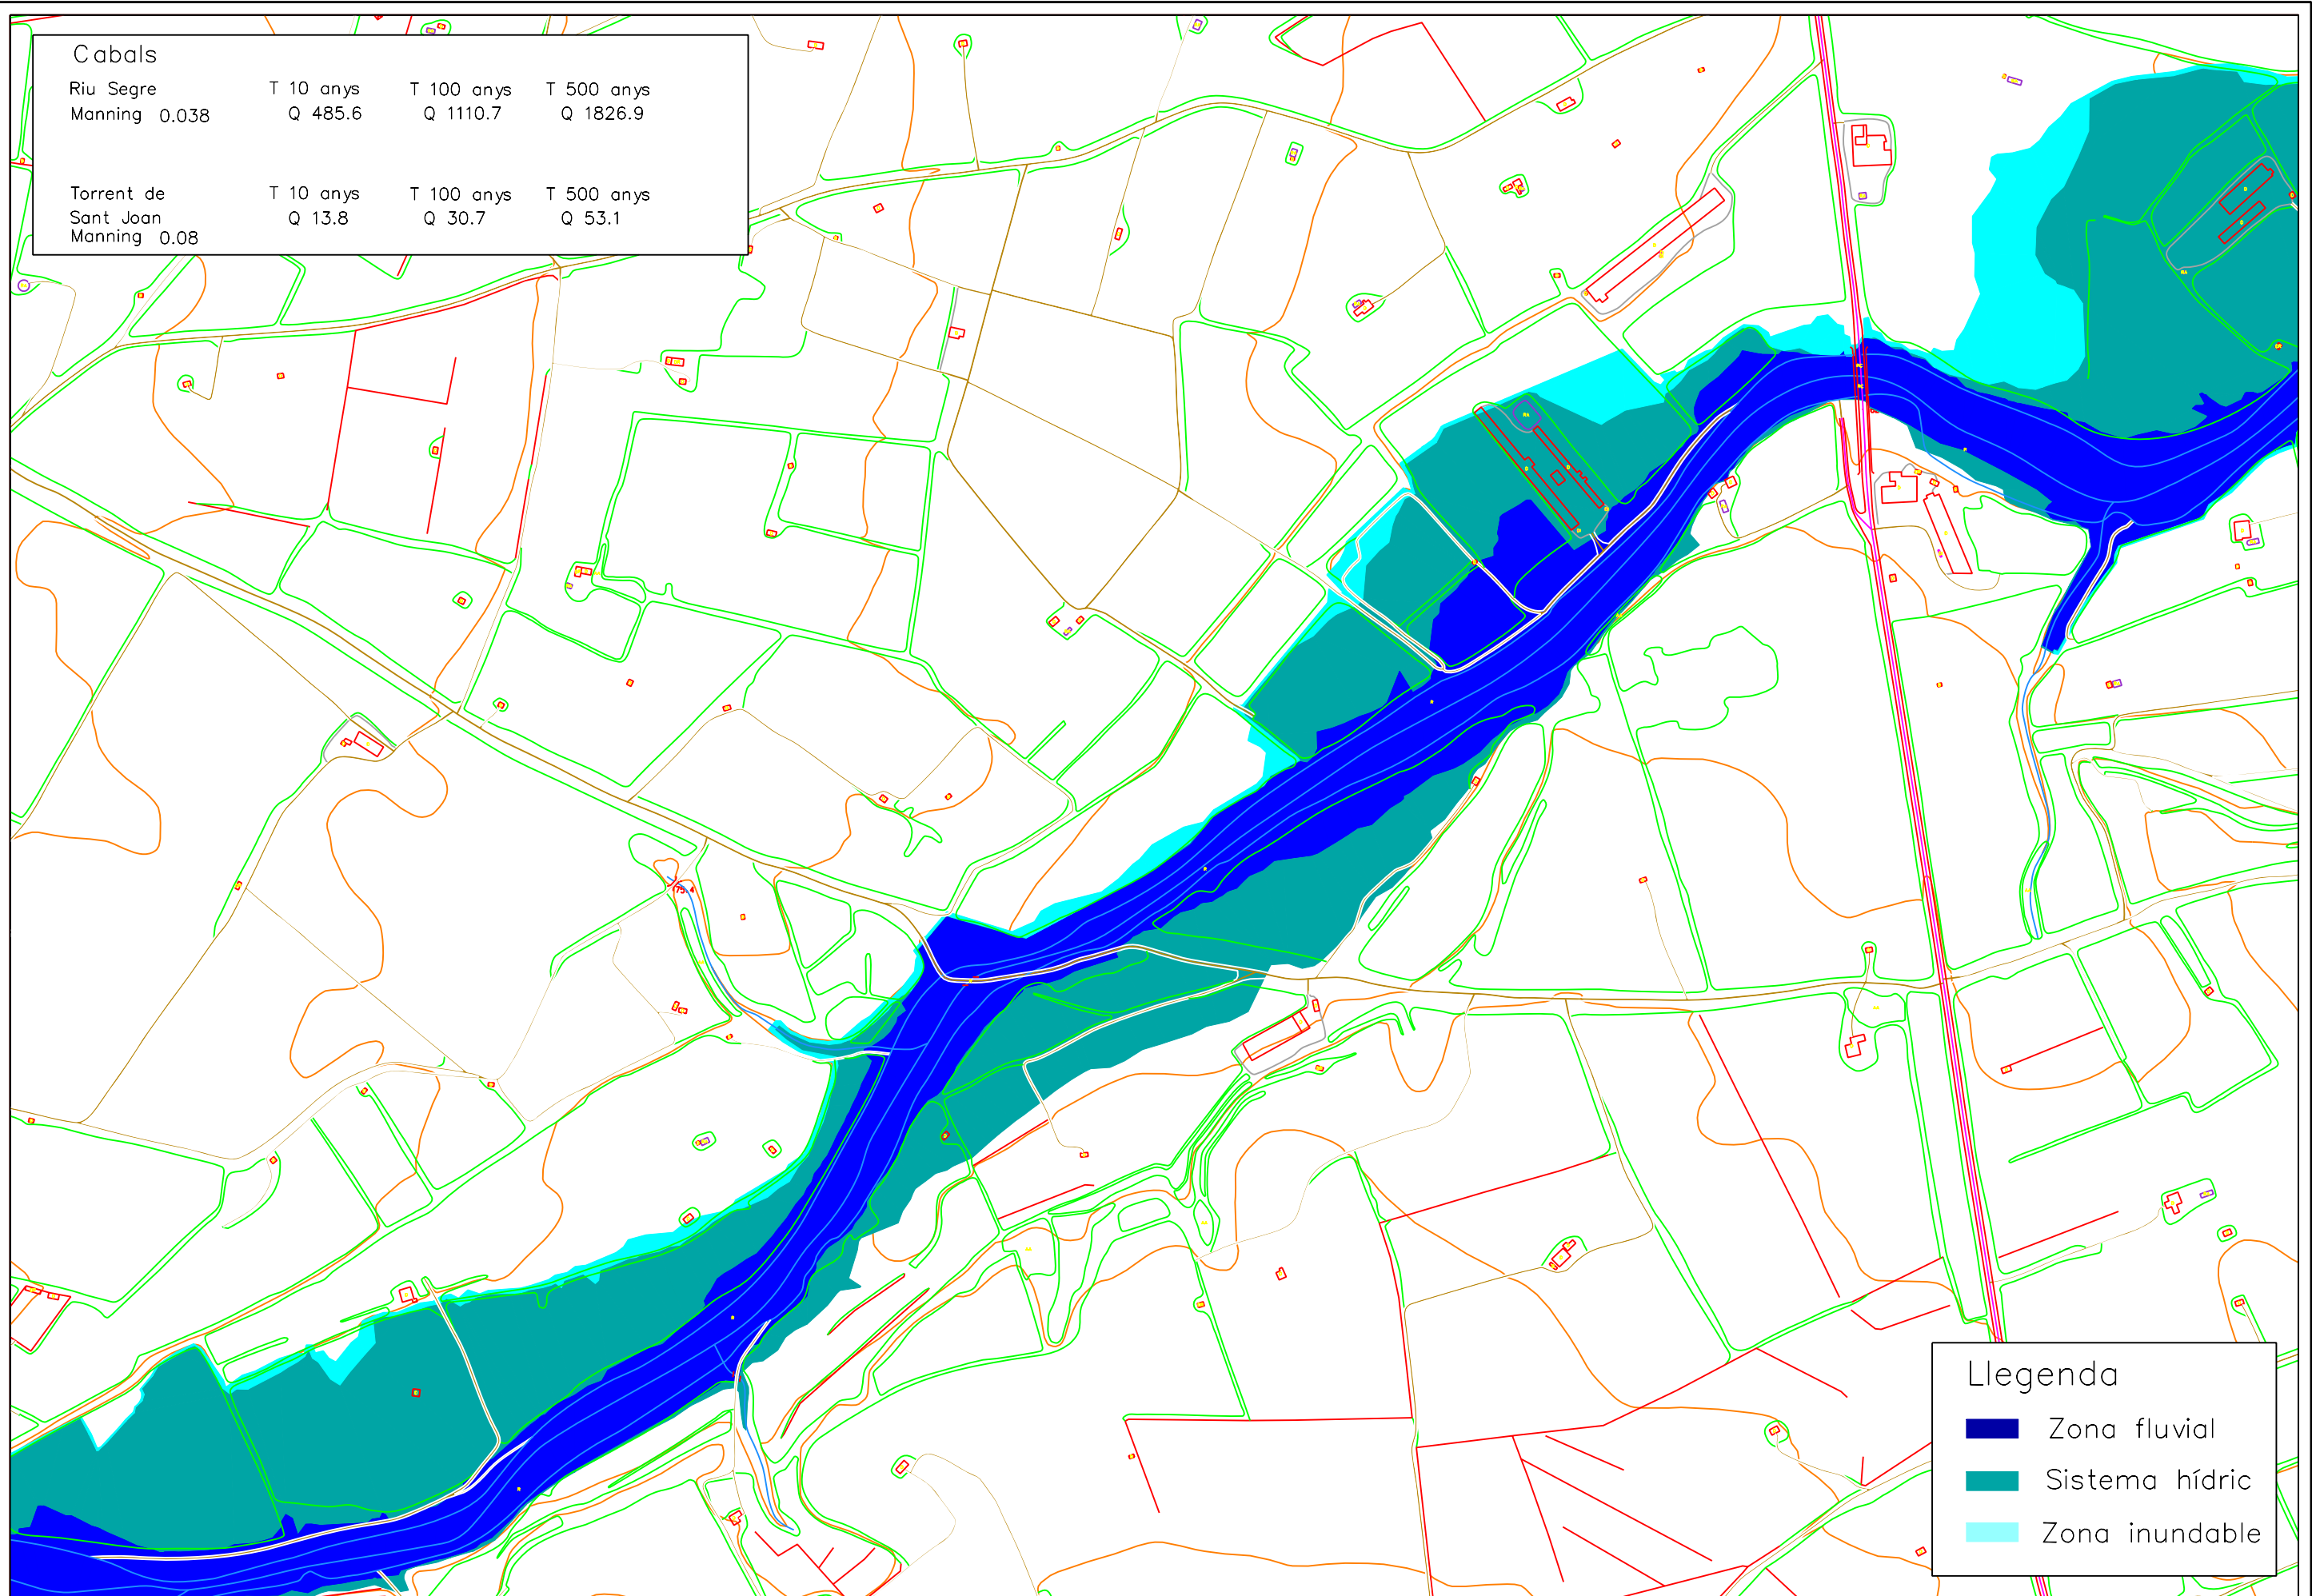 Cabals
Riu Segre T 10 anys T 100 anys T 500 anys
Manning 0.038 Q 485.6 Q 1110.7 Q 1826.9
Torrent de T 10 anys T 100 anys T 500 anys
Sant Joan Q 13.8 Q 30.7 Q 53.1
Manning 0.08
Llegenda
Zona fluvial
Sistema hídric
Zona inundable